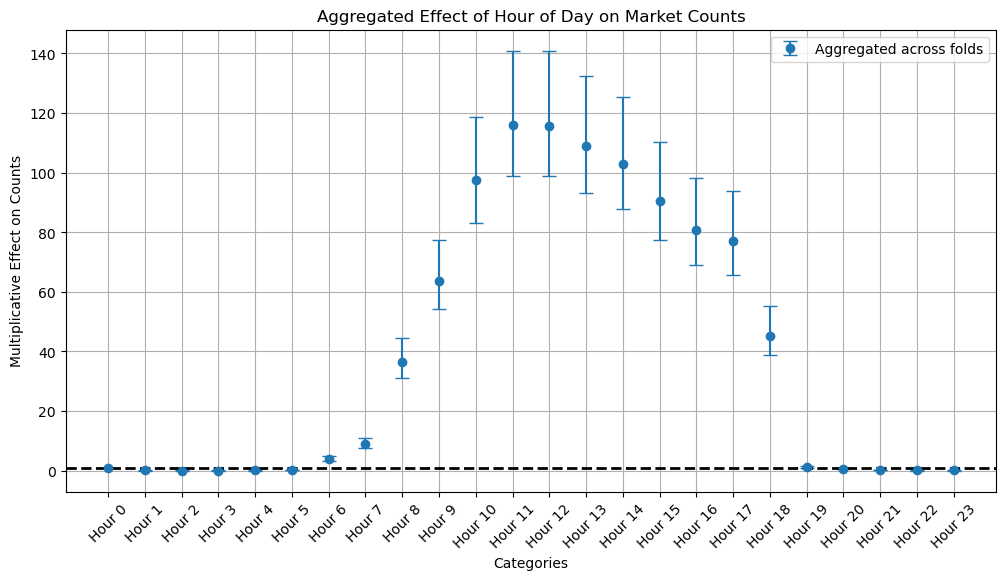 Aggregated Effect of Hour of Day on Market Counts
Aggregated across folds
Multiplicative Effect on Counts
140
120
100
80
60
40
20
0
Hour 0
Hour 1
Hour 2
Hour 3
Hour 4
Hour 5
Hour 6
Hour 7
Hour 8
Hour 9
Hour 10
Hour 11
Hour 12
Hour 13
Hour 14
Hour 15
Hour 16
Hour 17
Hour 18
Hour 19
Hour 20
Hour 21
Hour 22
Hour 23
Categories